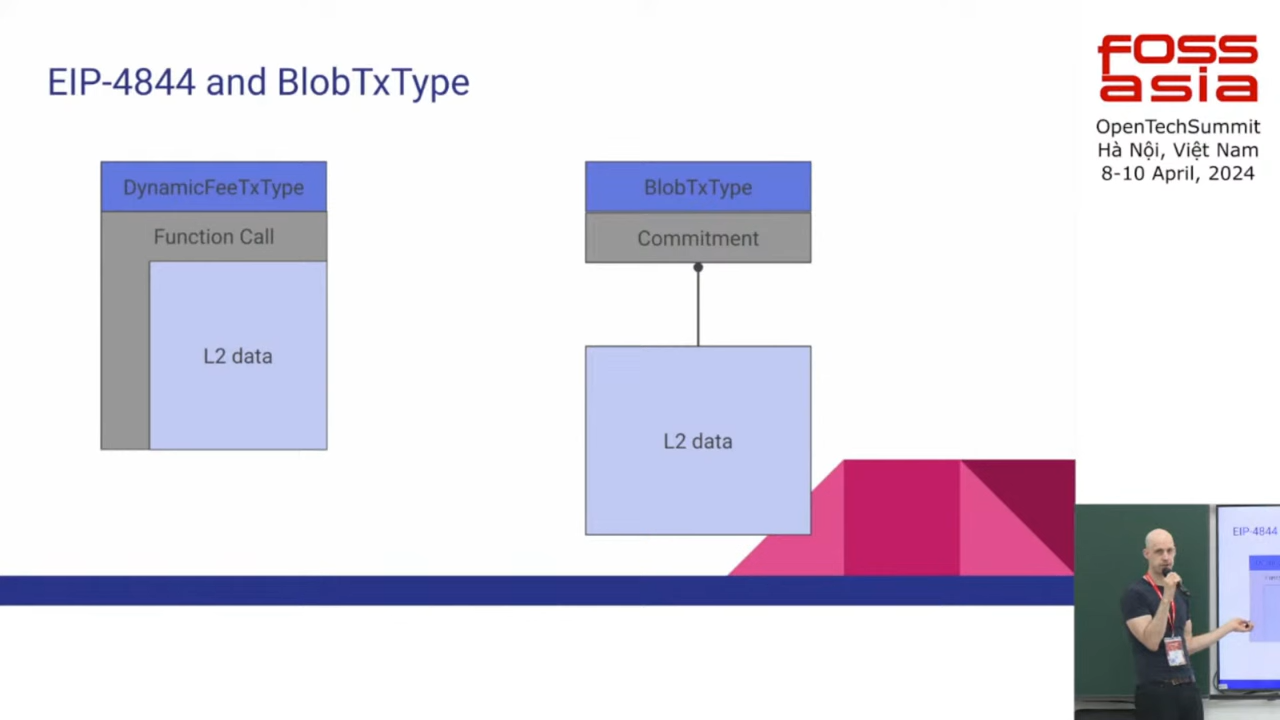 EIP-4844 and BlobTxType
DynamicFeeTxType
Function Call
L2 data
BlobTxType
Commitment
L2 data
FOSS
asia
OpenTechSummit
Hà Nội, Việt Nam
8-10 April, 2024
EIP-4844